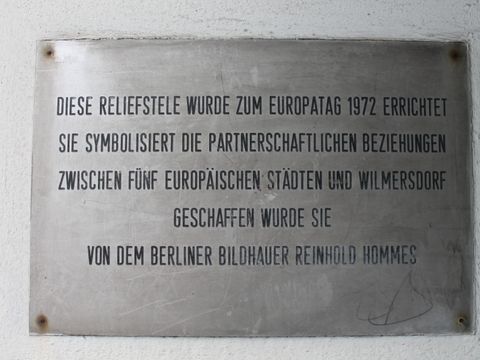 DIESE RELIEFSTELE WURDE ZUM EUROPATAG 1972 ERRICHTET
SIE SYMBOLISIERT DIE PARTNERSCHAFTLICHEN BEZIEHUNGEN
ZWISCHEN FÜNF EUROPÄISCHEN STÄDTEN UND WILMERSDORF
GESCHAFFEN WURDE SIE
VON DEM BERLINER BILDHAUER REINHOLD HOMMES